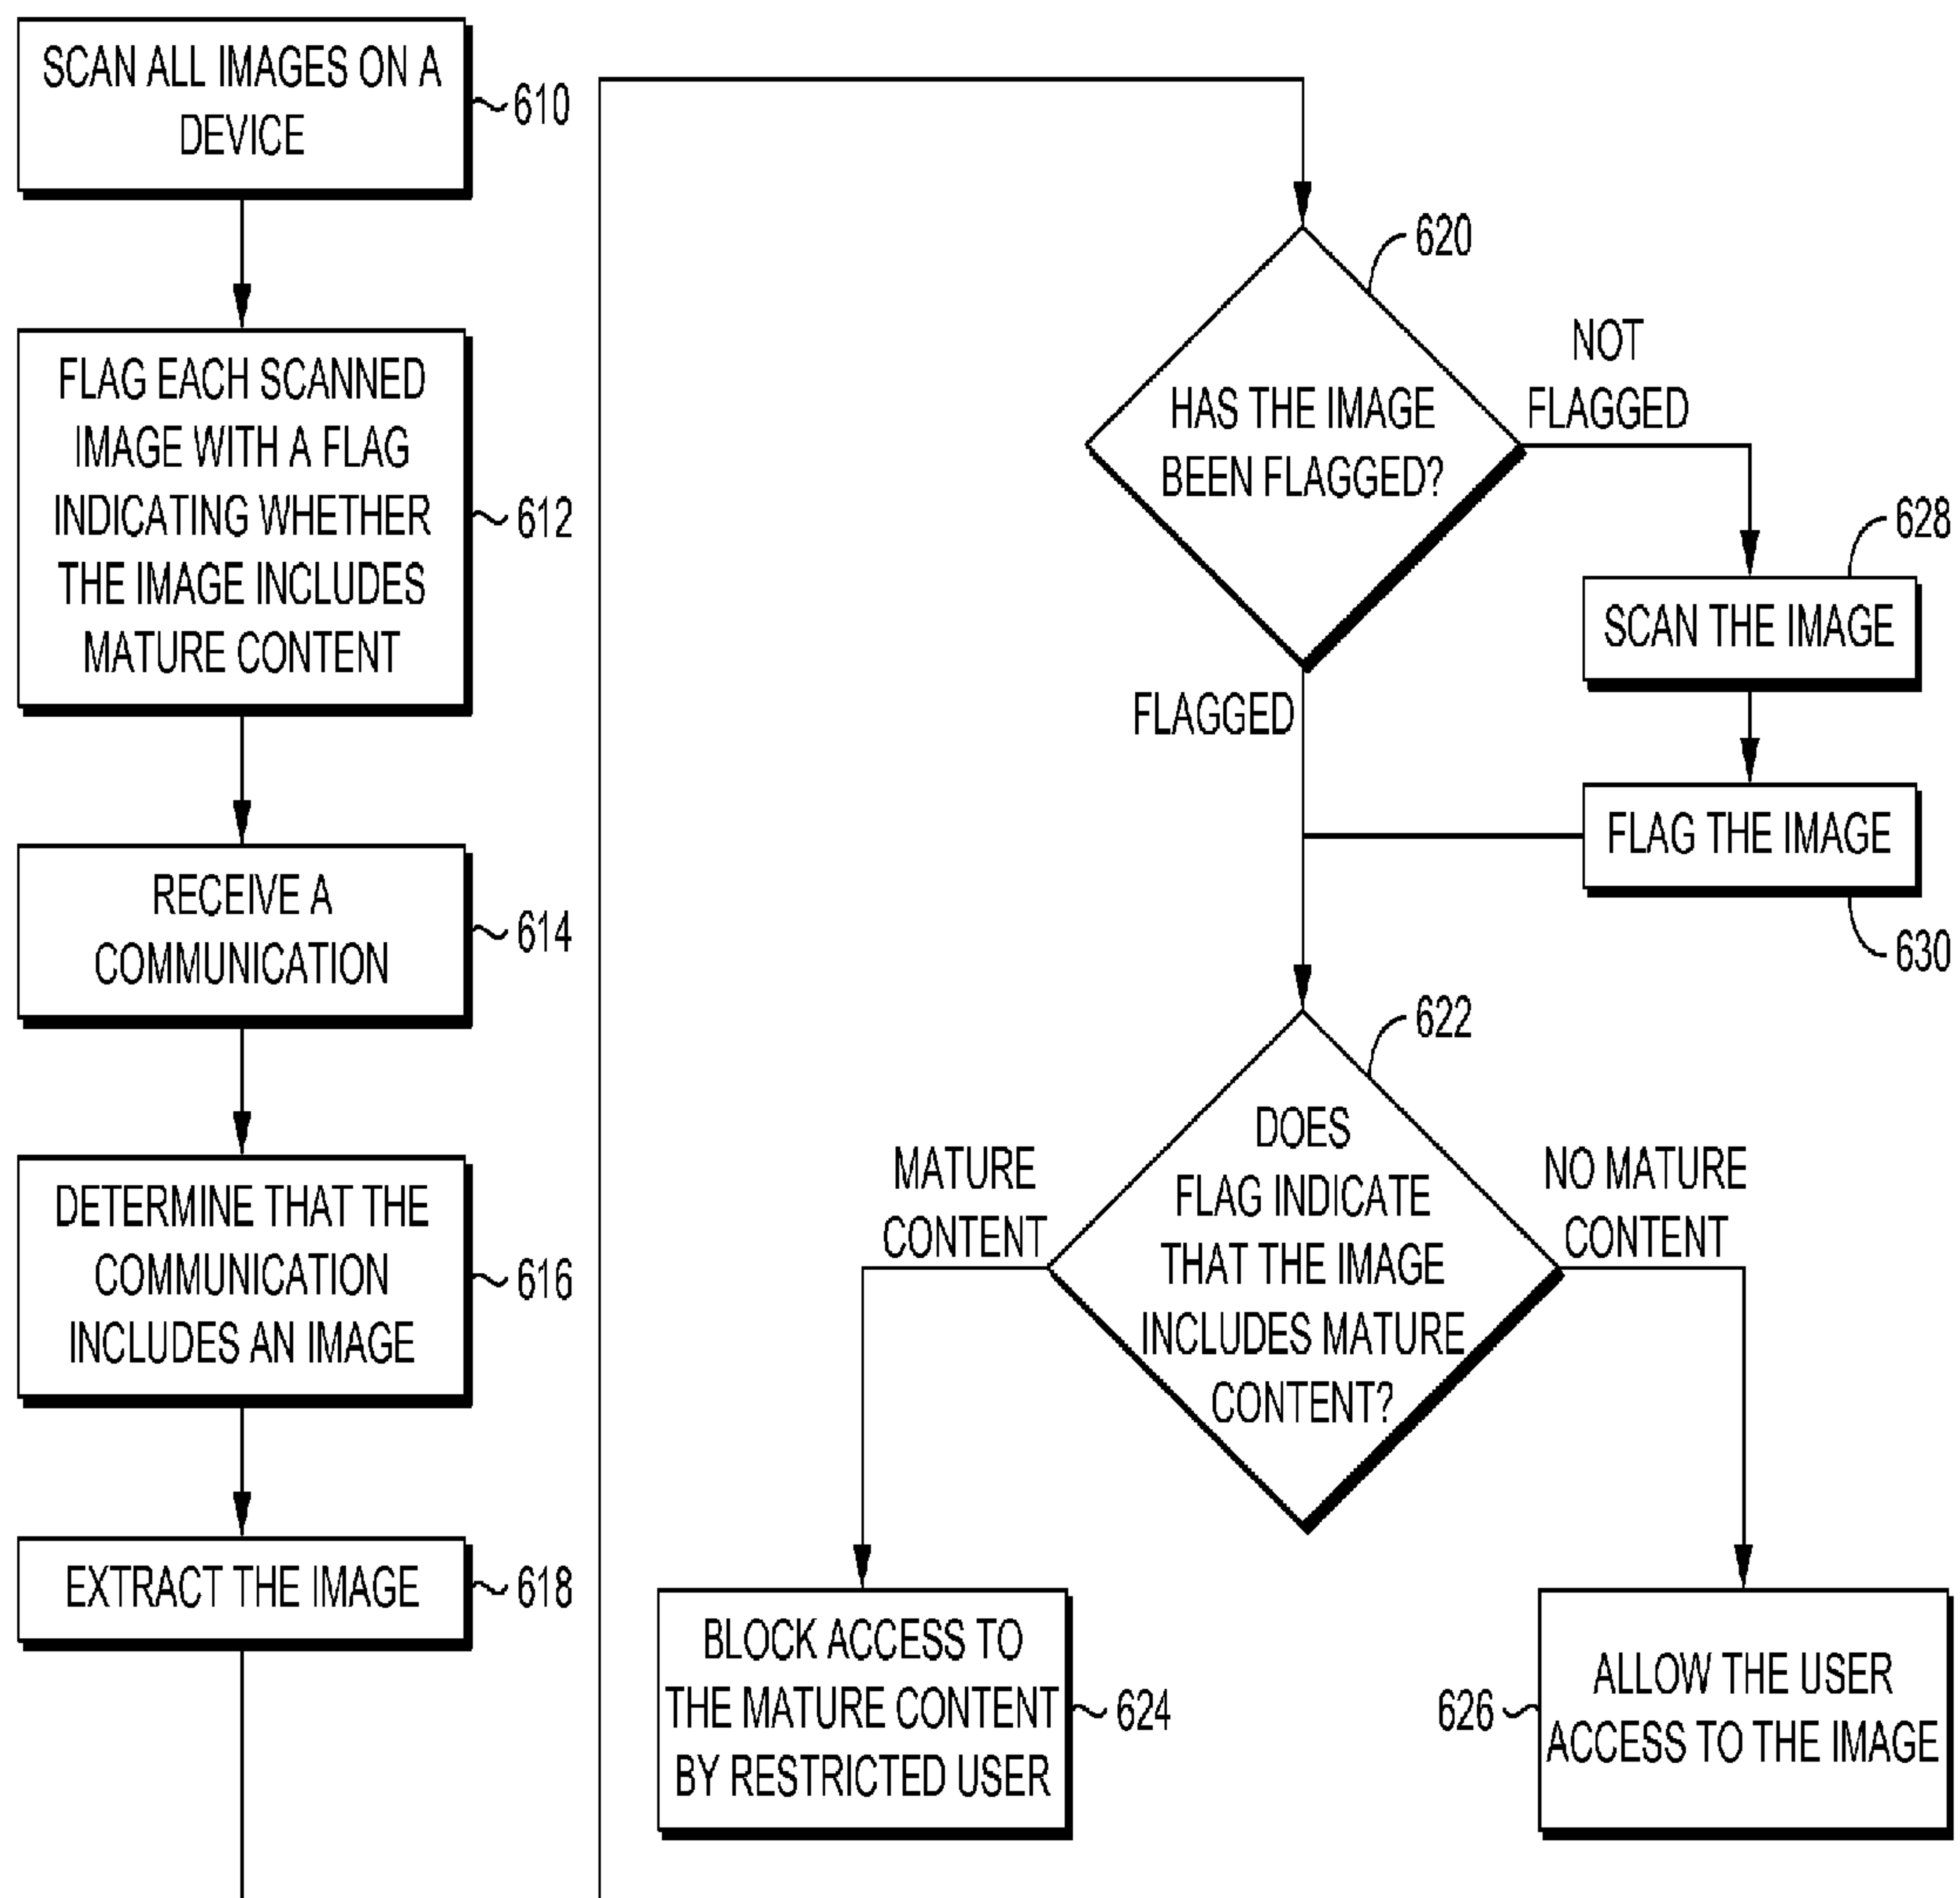 SCAN ALL IMAGES ON A
DEVICE
610
FLAG EACH SCANNED
IMAGE WITH A FLAG
INDICATING WHETHER
THE IMAGE INCLUDES
MATURE CONTENT
612
RECEIVE A
COMMUNICATION
614
DETERMINE THAT THE
COMMUNICATION
INCLUDES AN IMAGE
616
EXTRACT THE IMAGE
618
620
HAS THE IMAGE
BEEN FLAGGED?
NOT
FLAGGED
628
SCAN THE IMAGE
FLAG THE IMAGE
630
FLAGGED
622
DOES
FLAG INDICATE
THAT THE IMAGE
INCLUDES MATURE
CONTENT?
MATURE
CONTENT
NO MATURE
CONTENT
BLOCK ACCESS TO
THE MATURE CONTENT
BY RESTRICTED USER
624
626
ALLOW THE USER
ACCESS TO THE IMAGE